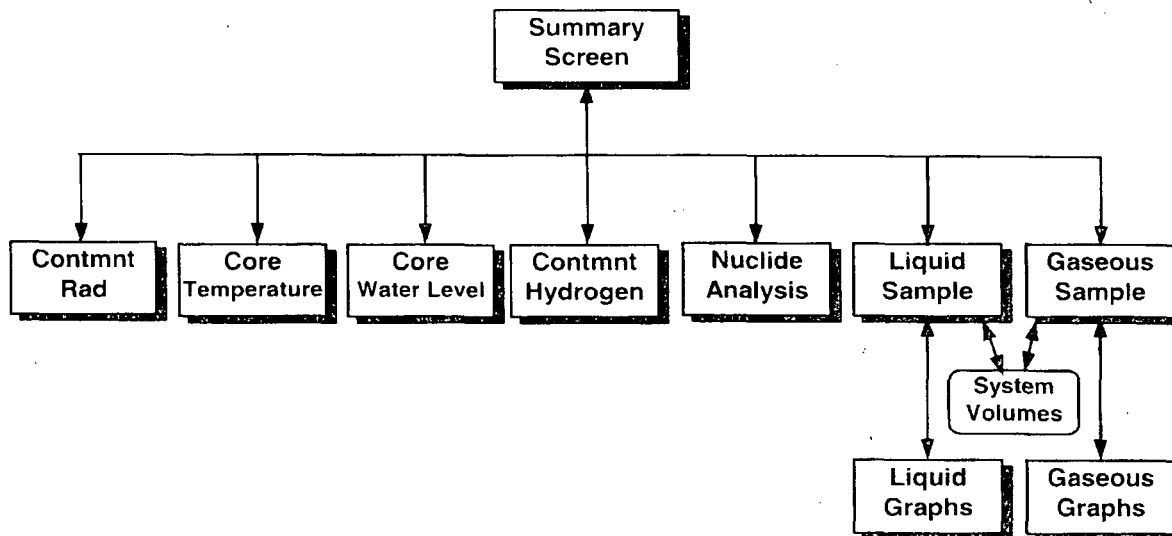 Summary
Screen
Contmnt
Rad
Core
Temperature
Core
Water Level
Contmnt
Hydrogen
Nuclide
Analysis
Liquid
Sample
Gaseous
Sample
System
Volumes
Liquid
Graphs
Gaseous
Graphs